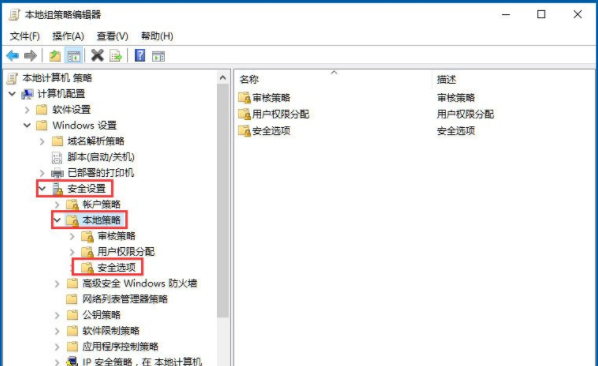 本地组策略编辑器
文件(F) 操作(A) 查看(V) 帮助(H)
本地计算机 策略
计算机配置
软件设置
Windows 设置
域名解析策略
脚本(启动/关机)
已部署的打印机
安全设置
帐户策略
本地策略
审核策略
用户权限分配
安全选项
高级安全 Windows 防火墙
网络列表管理器策略
公钥策略
软件限制策略
应用程序控制策略
IP 安全策略，在 本地计算机
名称 描述
审核策略 审核策略
用户权限分配 用户权限分配
安全选项 安全选项